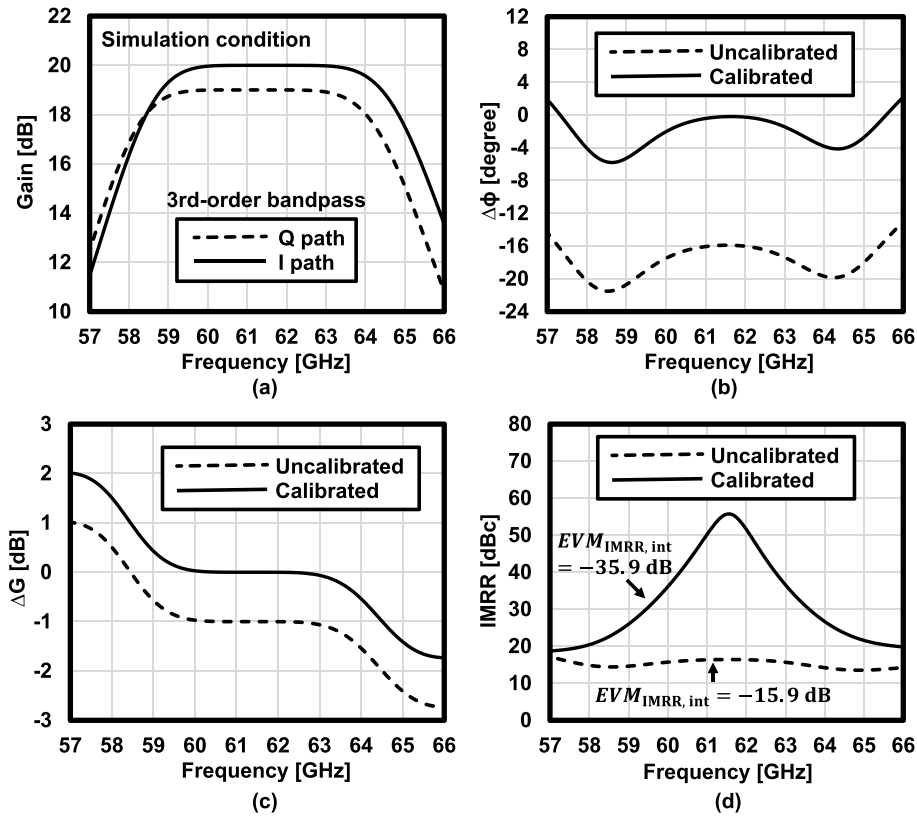 22
20
18
16
14
12
10
Gain [dB]
Simulation condition
3rd-order bandpass
Q path
I path
57 58 59 60 61 62 63 64 65 66
Frequency [GHz]
(a)
12
8
4
0
-4
-8
-12
-16
-20
-24
Δϕ [degree]
Uncalibrated
Calibrated
57 58 59 60 61 62 63 64 65 66
Frequency [GHz]
(b)
3
2
1
0
-1
-2
-3
ΔG [dB]
Uncalibrated
Calibrated
57 58 59 60 61 62 63 64 65 66
Frequency [GHz]
(c)
80
70
60
50
40
30
20
10
0
IMRR [dBc]
Uncalibrated
Calibrated
EVM_IMRR, int
= −35.9 dB
EVM_IMRR, int = −15.9 dB
57 58 59 60 61 62 63 64 65 66
Frequency [GHz]
(d)